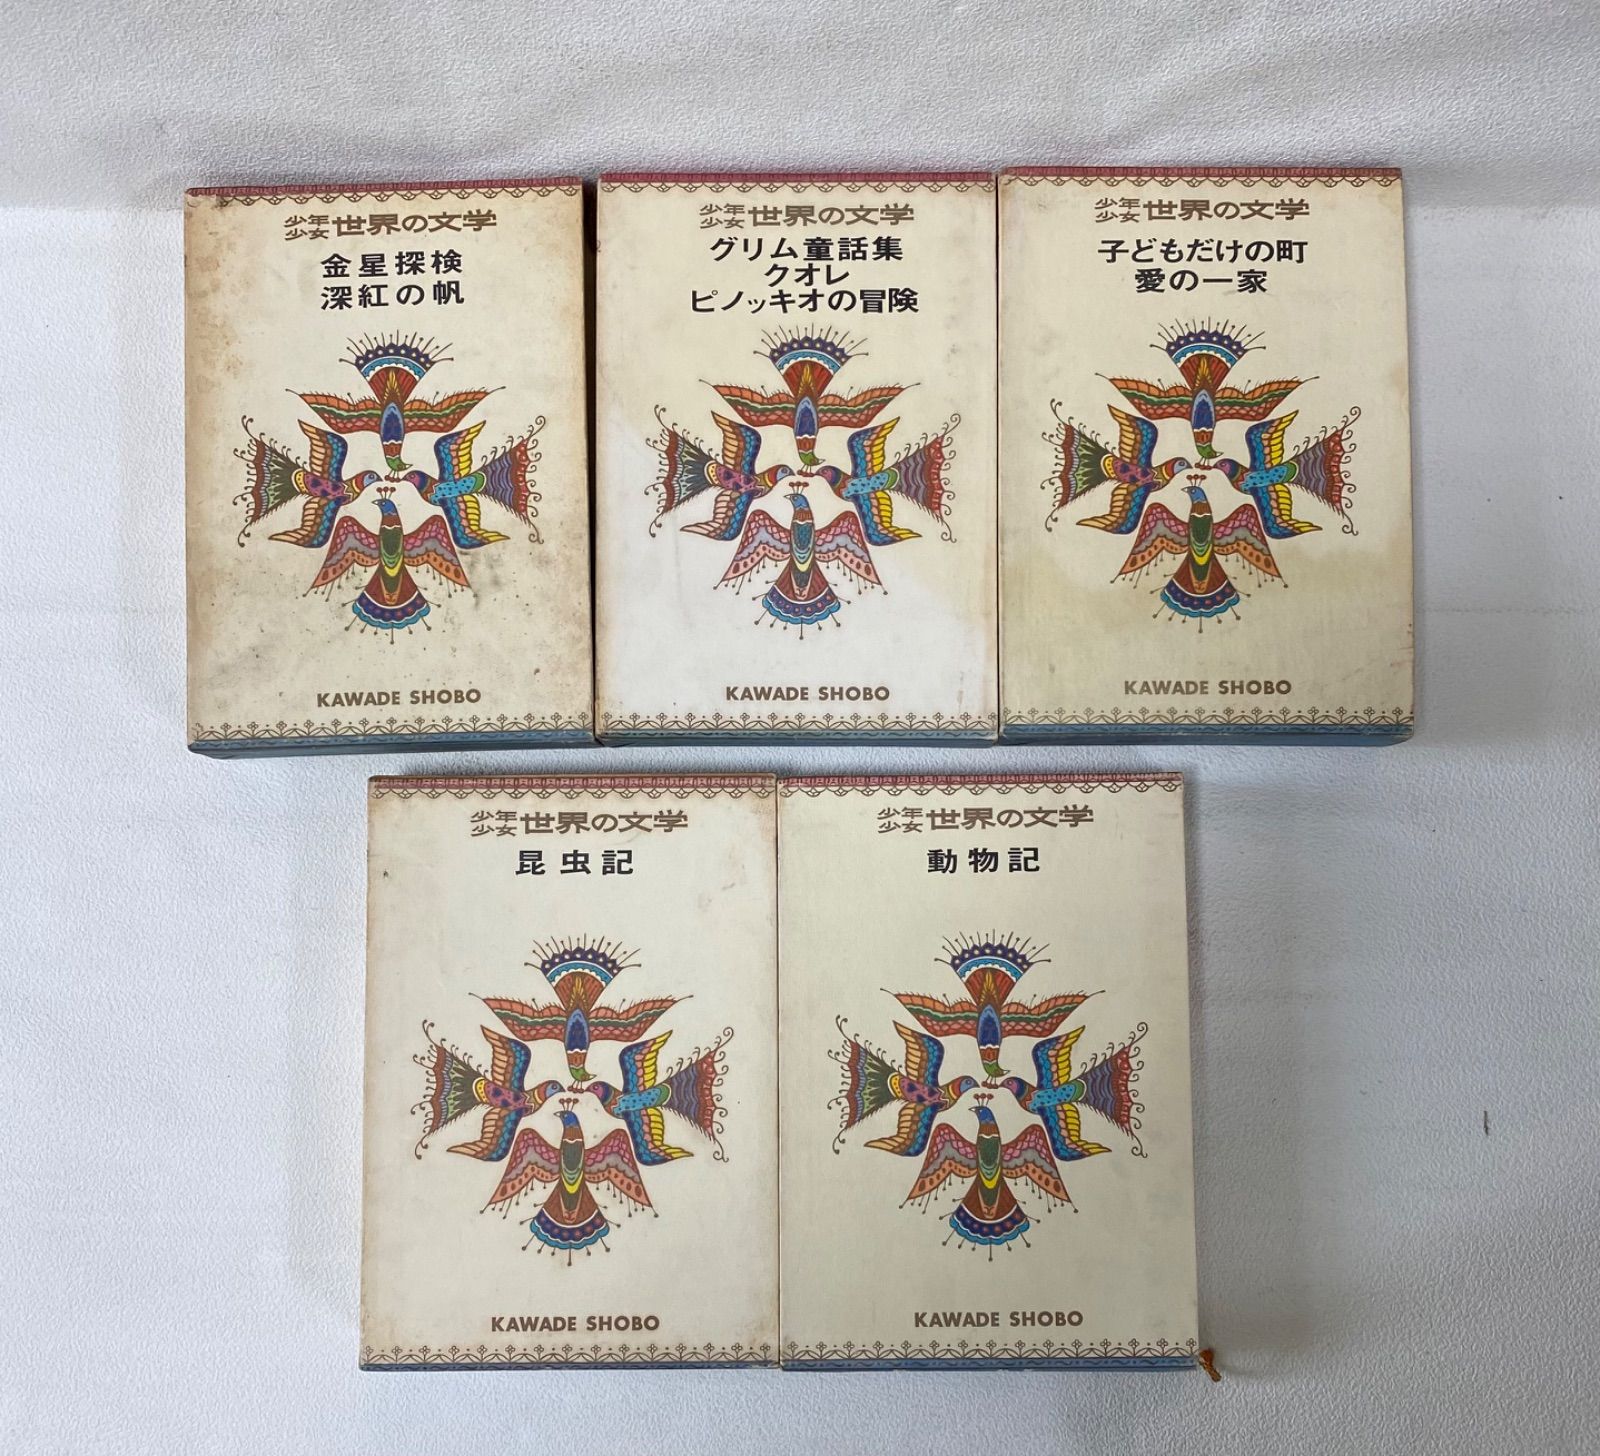 少年少女世界の文学
金星探検
深紅の帆
KAWADE SHOBO
少年少女世界の文学
グリム童話集
クオレ
ピノッキオの冒険
KAWADE SHOBO
少年少女世界の文学
子どもだけの町
愛の一家
KAWADE SHOBO
少年少女世界の文学
昆虫記
KAWADE SHOBO
少年少女世界の文学
動物記
KAWADE SHOBO